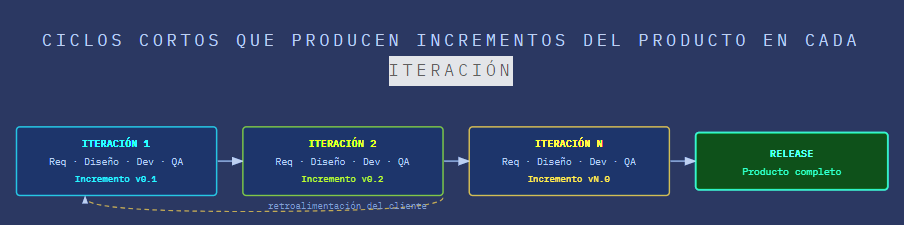 CICLOS CORTOS QUE PRODUCEN INCREMENTOS DEL PRODUCTO EN CADA
ITERACIÓN
ITERACIÓN 1
Req · Diseño · Dev · QA
Incremento v0.1
ITERACIÓN 2
Req · Diseño · Dev · QA
Incremento v0.2
ITERACIÓN N
Req · Diseño · Dev · QA
Incremento vN.0
RELEASE
Producto completo
retroalimentación del cliente